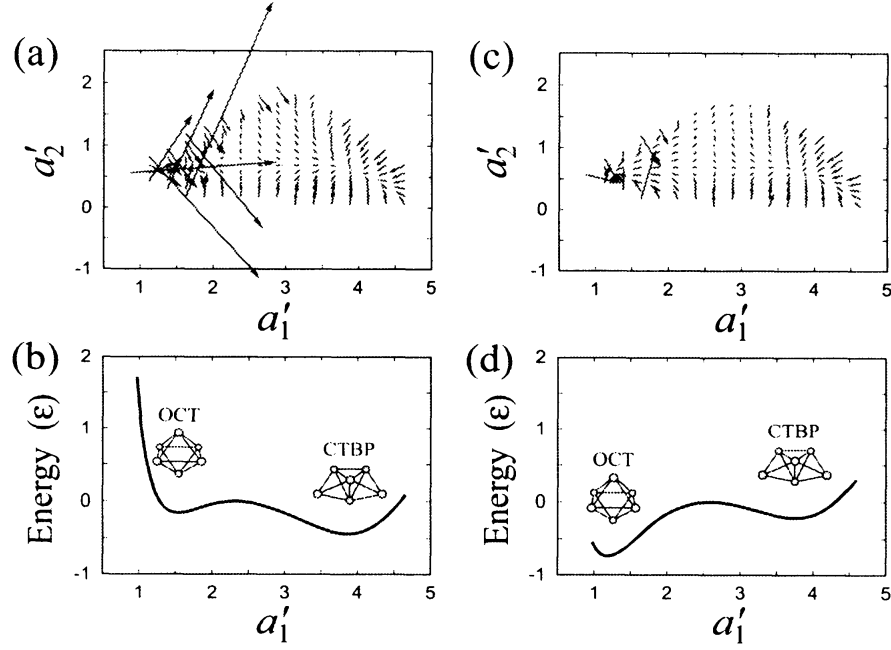 (a)
2
1
0
-1
a′₂
1 2 3 4 5
a′₁
(c)
2
1
0
-1
a′₂
1 2 3 4 5
a′₁
(b)
2
1
0
-1
Energy (ε)
OCT
CTBP
1 2 3 4 5
a′₁
(d)
2
1
0
-1
Energy (ε)
OCT
CTBP
1 2 3 4 5
a′₁